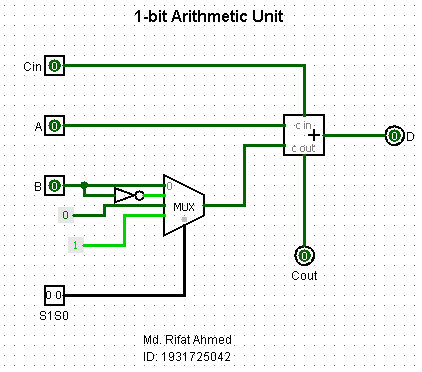 1-bit Arithmetic Unit
Cin 0
c in
A 0
+
0 D
c out
B 0
0
MUX
0
1
0
Cout
0 0
S1S0
Md. Rifat Ahmed
ID: 1931725042